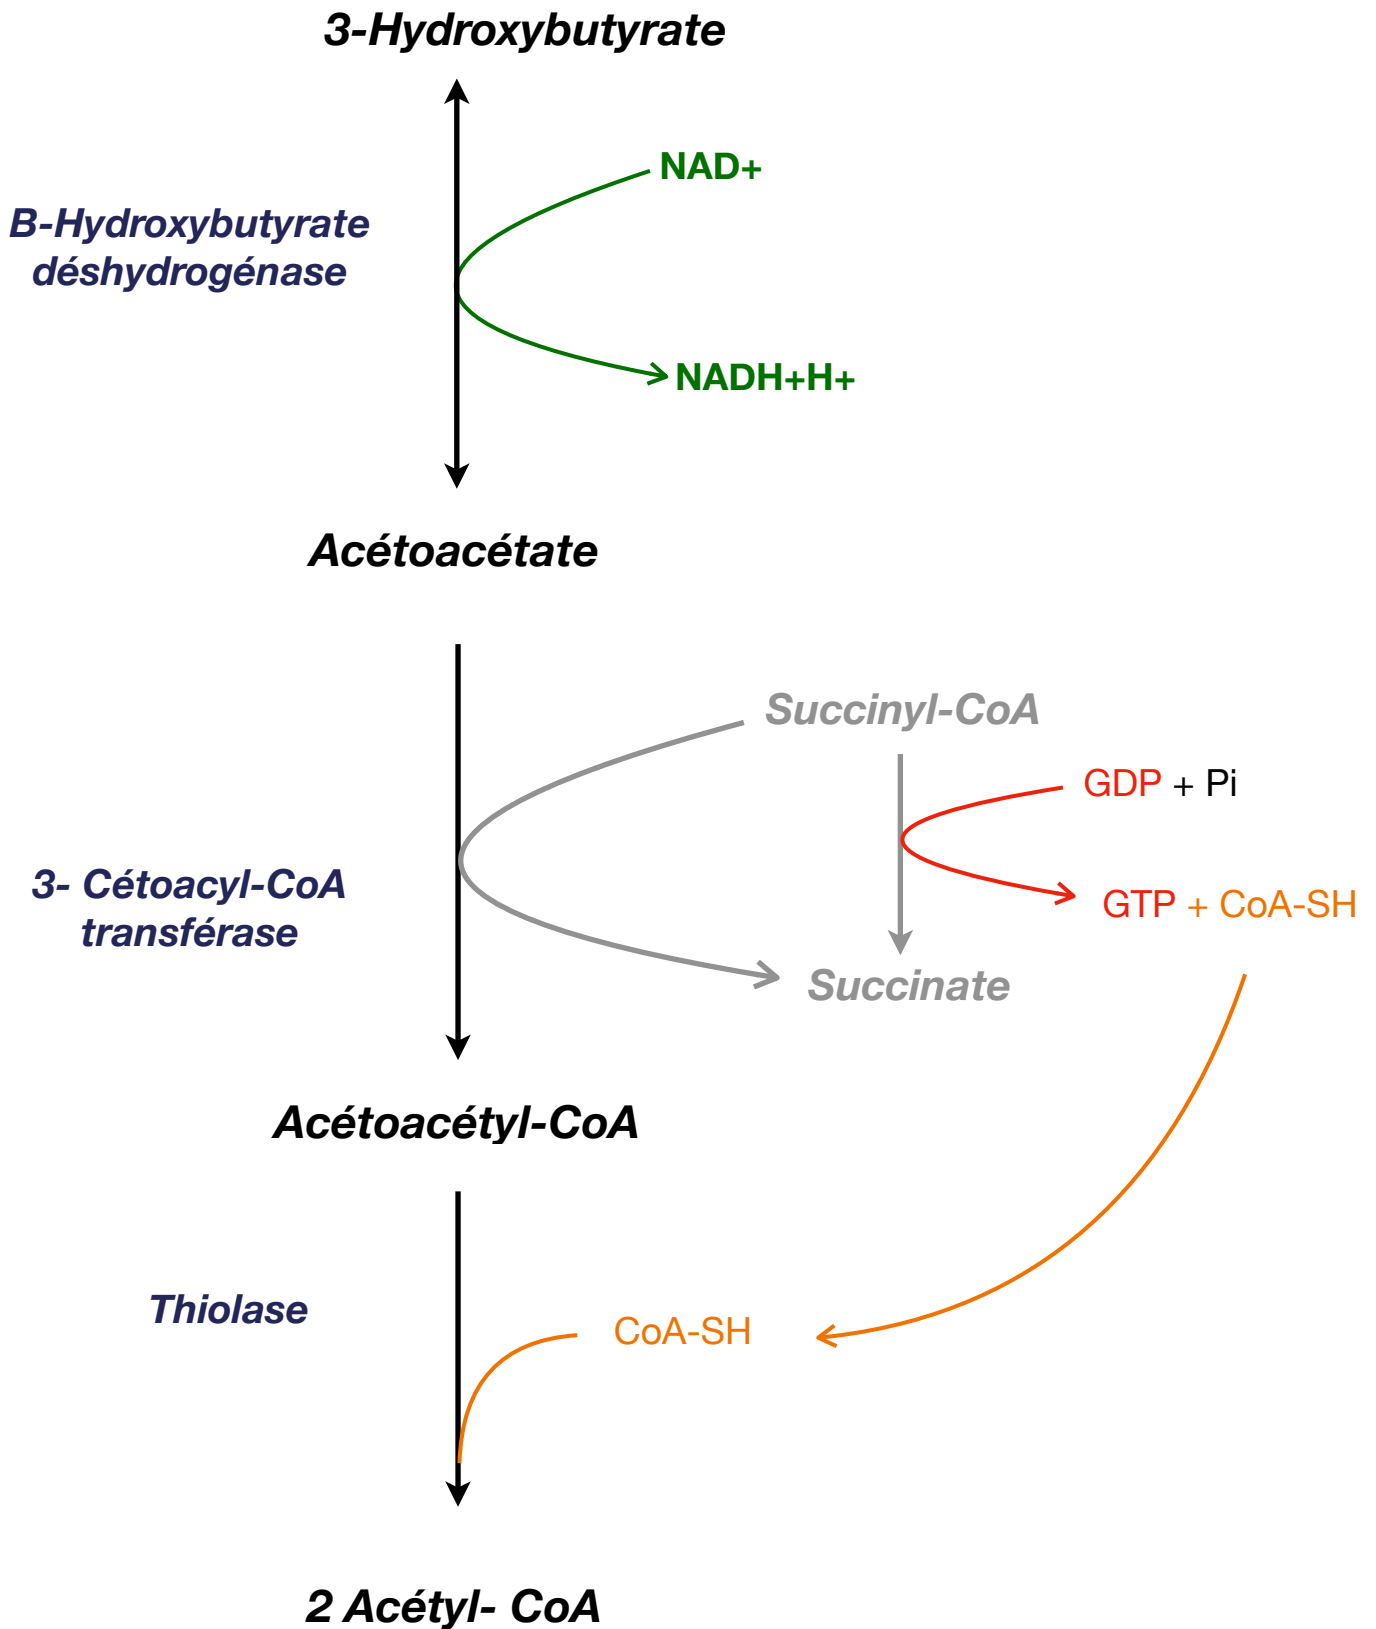 3-Hydroxybutyrate
NAD+
B-Hydroxybutyrate
déshydrogénase
NADH+H+
Acétoacétate
Succinyl-CoA
GDP + Pi
3- Cétoacyl-CoA
transférase
GTP + CoA-SH
Succinate
Acétoacétyl-CoA
Thiolase
CoA-SH
2 Acétyl- CoA